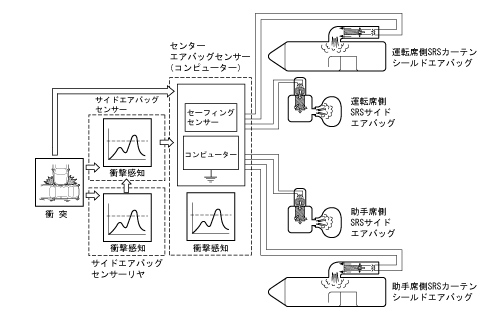 センター
エアバッグセンサー
(コンピューター)
サイドエアバッグ
センサー
セーフィング
センサー
コンピューター
衝撃感知
衝突
衝撃感知
衝撃感知
サイドエアバッグ
センサーリヤ
運転席側SRSカーテン
シールドエアバッグ
運転席側
SRSサイド
エアバッグ
助手席側
SRSサイド
エアバッグ
助手席側SRSカーテン
シールドエアバッグ